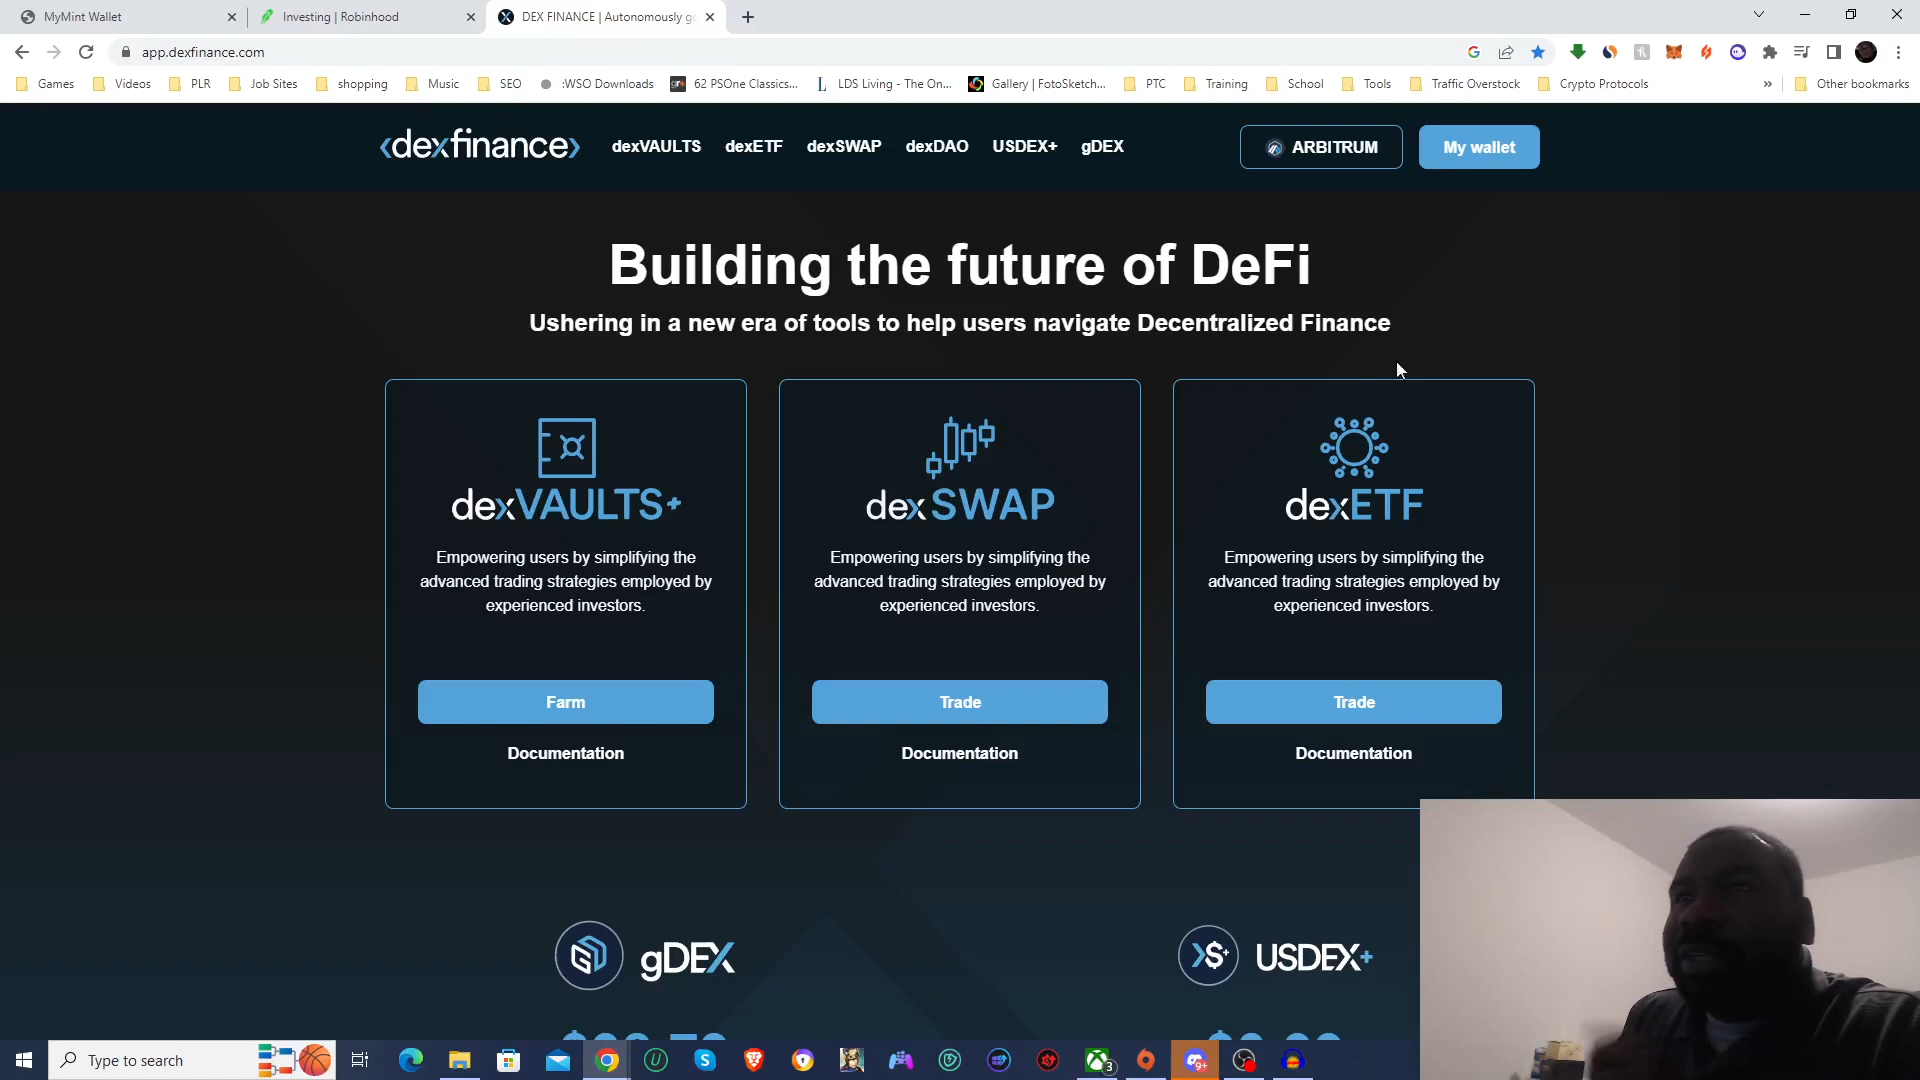 MyMint Wallet
Investing | Robinhood
DEX FINANCE | Autonomously go
app.dexfinance.com
Games
Videos
PLR
Job Sites
shopping
Music
SEO
:WSO Downloads
62 PSOne Classics...
LDS Living - The On...
Gallery | FotoSketch...
PTC
Training
School
Tools
Traffic Overstock
Crypto Protocols
Other bookmarks
dexfinance
dexVAULTS
dexETF
dexSWAP
dexDAO
USDEX+
gDEX
ARBITRUM
My wallet
Building the future of DeFi
Ushering in a new era of tools to help users navigate Decentralized Finance
dexVAULTS+
Empowering users by simplifying the
advanced trading strategies employed by
experienced investors.
Farm
Documentation
dexSWAP
Empowering users by simplifying the
advanced trading strategies employed by
experienced investors.
Trade
Documentation
dexETF
Empowering users by simplifying the
advanced trading strategies employed by
experienced investors.
Trade
Documentation
gDEX
USDEX+
Type to search
3
9+